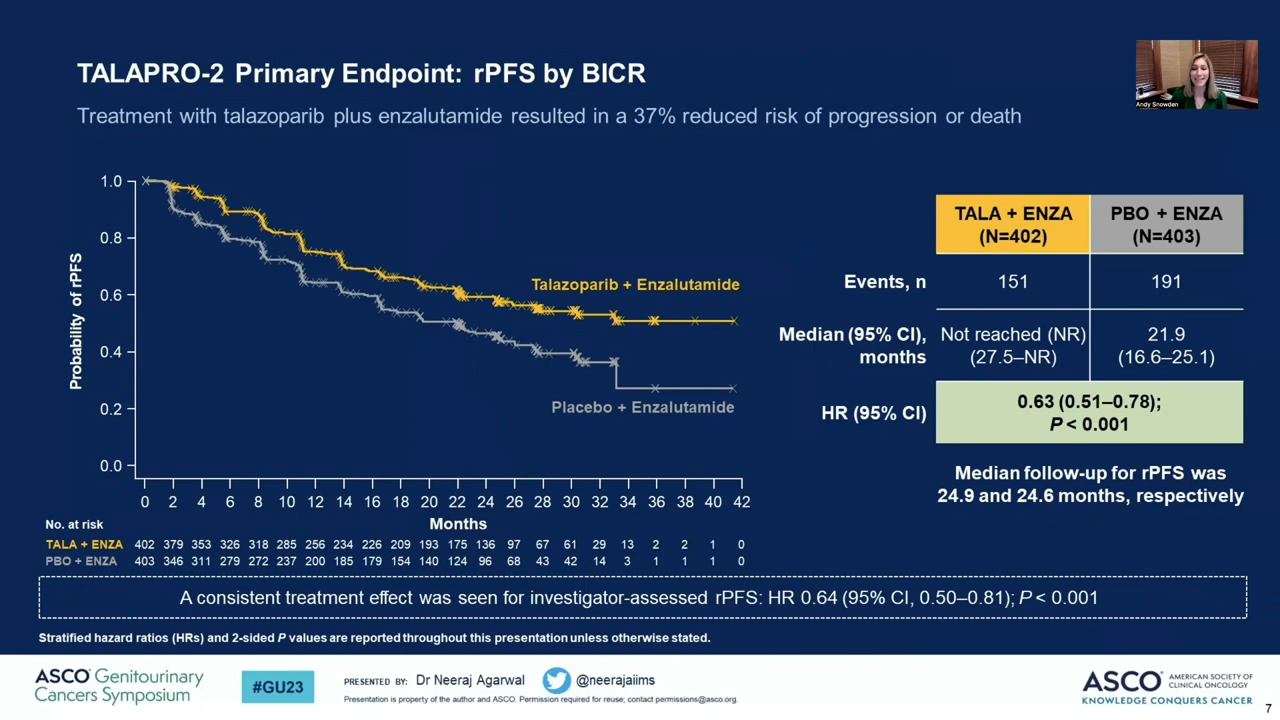 TALAPRO-2 Primary Endpoint: rPFS by BICR
Treatment with talazoparib plus enzalutamide resulted in a 37% reduced risk of progression or death
Andy Snowden
Probability of rPFS
1.0
0.8
0.6
0.4
0.2
0.0
Talazoparib + Enzalutamide
Placebo + Enzalutamide
0 2 4 6 8 10 12 14 16 18 20 22 24 26 28 30 32 34 36 38 40 42
Months
No. at risk
TALA + ENZA 402 379 353 326 318 285 256 234 226 209 193 175 136 97 67 61 29 13 2 2 1 0
PBO + ENZA 403 346 311 279 272 237 200 185 179 154 140 124 96 68 43 42 14 3 1 1 1 0
TALA + ENZA (N=402) PBO + ENZA (N=403)
Events, n 151 191
Median (95% CI), months Not reached (NR) (27.5–NR) 21.9 (16.6–25.1)
HR (95% CI) 0.63 (0.51–0.78); P < 0.001
Median follow-up for rPFS was
24.9 and 24.6 months, respectively
A consistent treatment effect was seen for investigator-assessed rPFS: HR 0.64 (95% CI, 0.50–0.81); P < 0.001
Stratified hazard ratios (HRs) and 2-sided P values are reported throughout this presentation unless otherwise stated.
ASCO Genitourinary
Cancers Symposium
#GU23
PRESENTED BY: Dr Neeraj Agarwal @neerajaiims
Presentation is property of the author and ASCO. Permission required for reuse; contact permissions@asco.org.
ASCO AMERICAN SOCIETY OF
CLINICAL ONCOLOGY
KNOWLEDGE CONQUERS CANCER
7